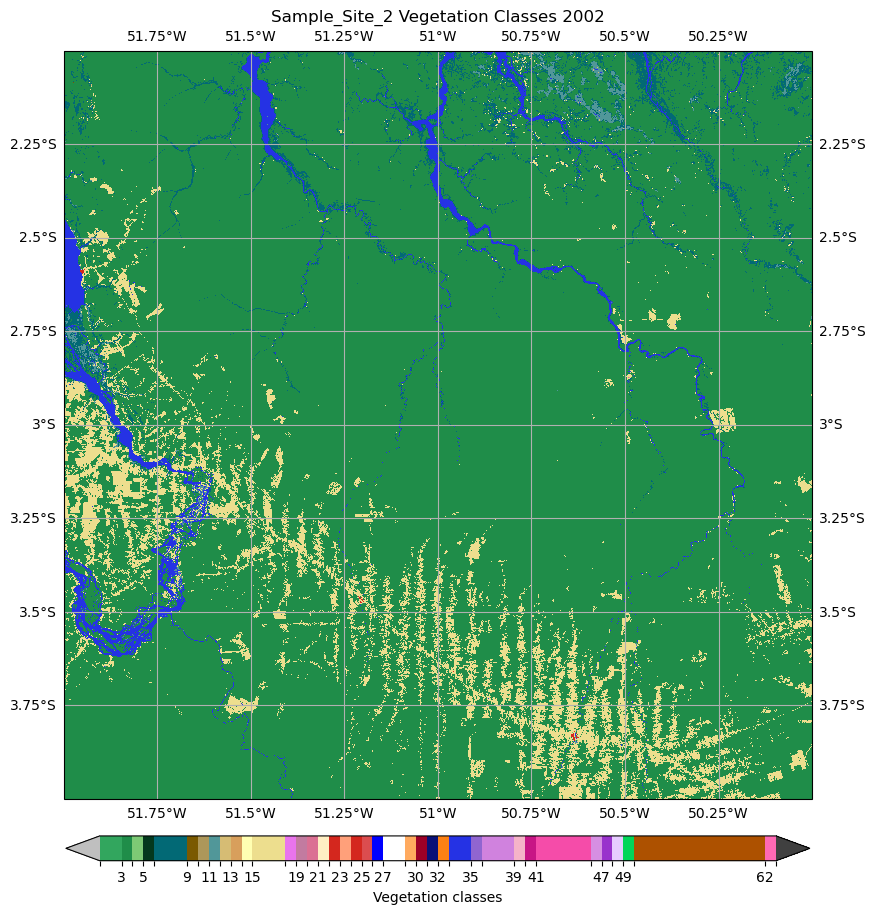 Sample_Site_2 Vegetation Classes 2002
51.75°W 51.5°W 51.25°W 51°W 50.75°W 50.5°W 50.25°W
2.25°S 2.25°S
2.5°S 2.5°S
2.75°S 2.75°S
3°S 3°S
3.25°S 3.25°S
3.5°S 3.5°S
3.75°S 3.75°S
51.75°W 51.5°W 51.25°W 51°W 50.75°W 50.5°W 50.25°W
3 5 9 11 13 15 19 21 23 25 27 30 32 35 39 41 47 49 62
Vegetation classes